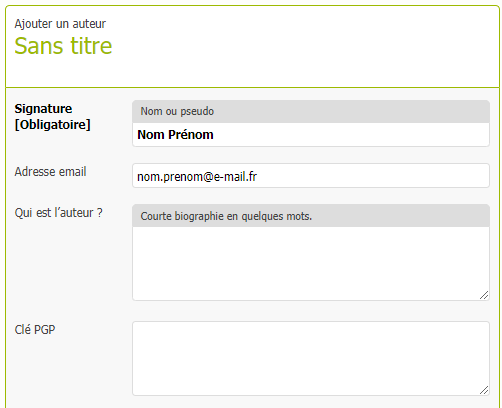 Ajouter un auteur
Sans titre
Signature
[Obligatoire]
Nom ou pseudo
Nom Prénom
Adresse email
nom.prenom@e-mail.fr
Qui est l’auteur ?
Courte biographie en quelques mots.
Clé PGP